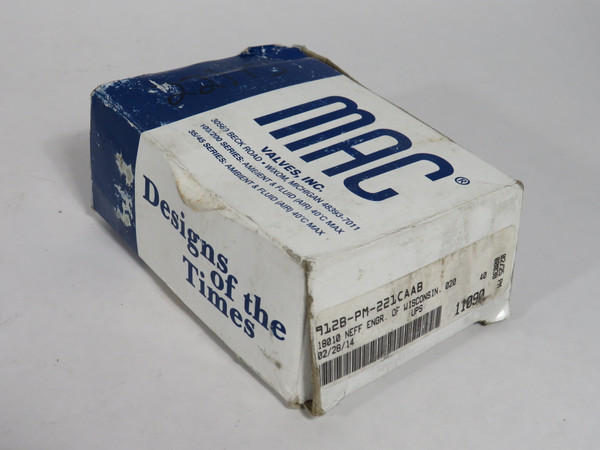 MAC®
VALVES, INC.
30569 BECK ROAD • WIXOM, MICHIGAN 48393-7011
100/200 SERIES: AMBIENT & FLUID (AIR) 40°C MAX
35/45 SERIES: AMBIENT & FLUID (AIR) 40°C MAX
Designs
of the
Times
912B-PM-221CAAB
18010 NEFF ENGR. OF WISCONSIN. 020 40
02/28/14 UPS 11090